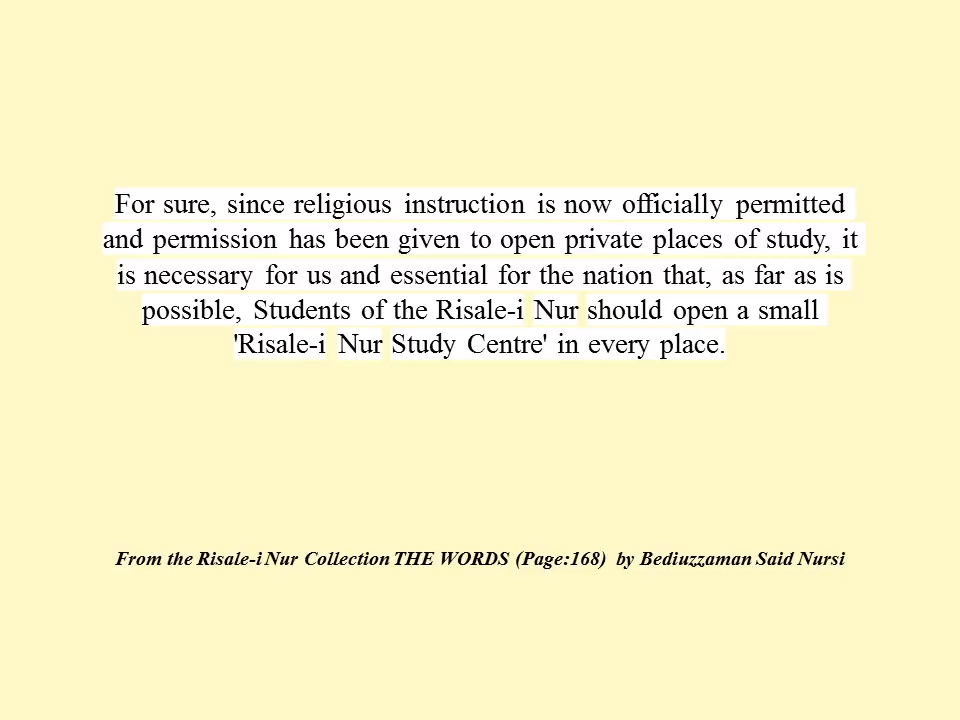 For sure, since religious instruction is now officially permitted
and permission has been given to open private places of study, it
is necessary for us and essential for the nation that, as far as is
possible, Students of the Risale-i Nur should open a small
'Risale-i Nur Study Centre' in every place.
From the Risale-i Nur Collection THE WORDS (Page:168) by Bediuzzaman Said Nursi